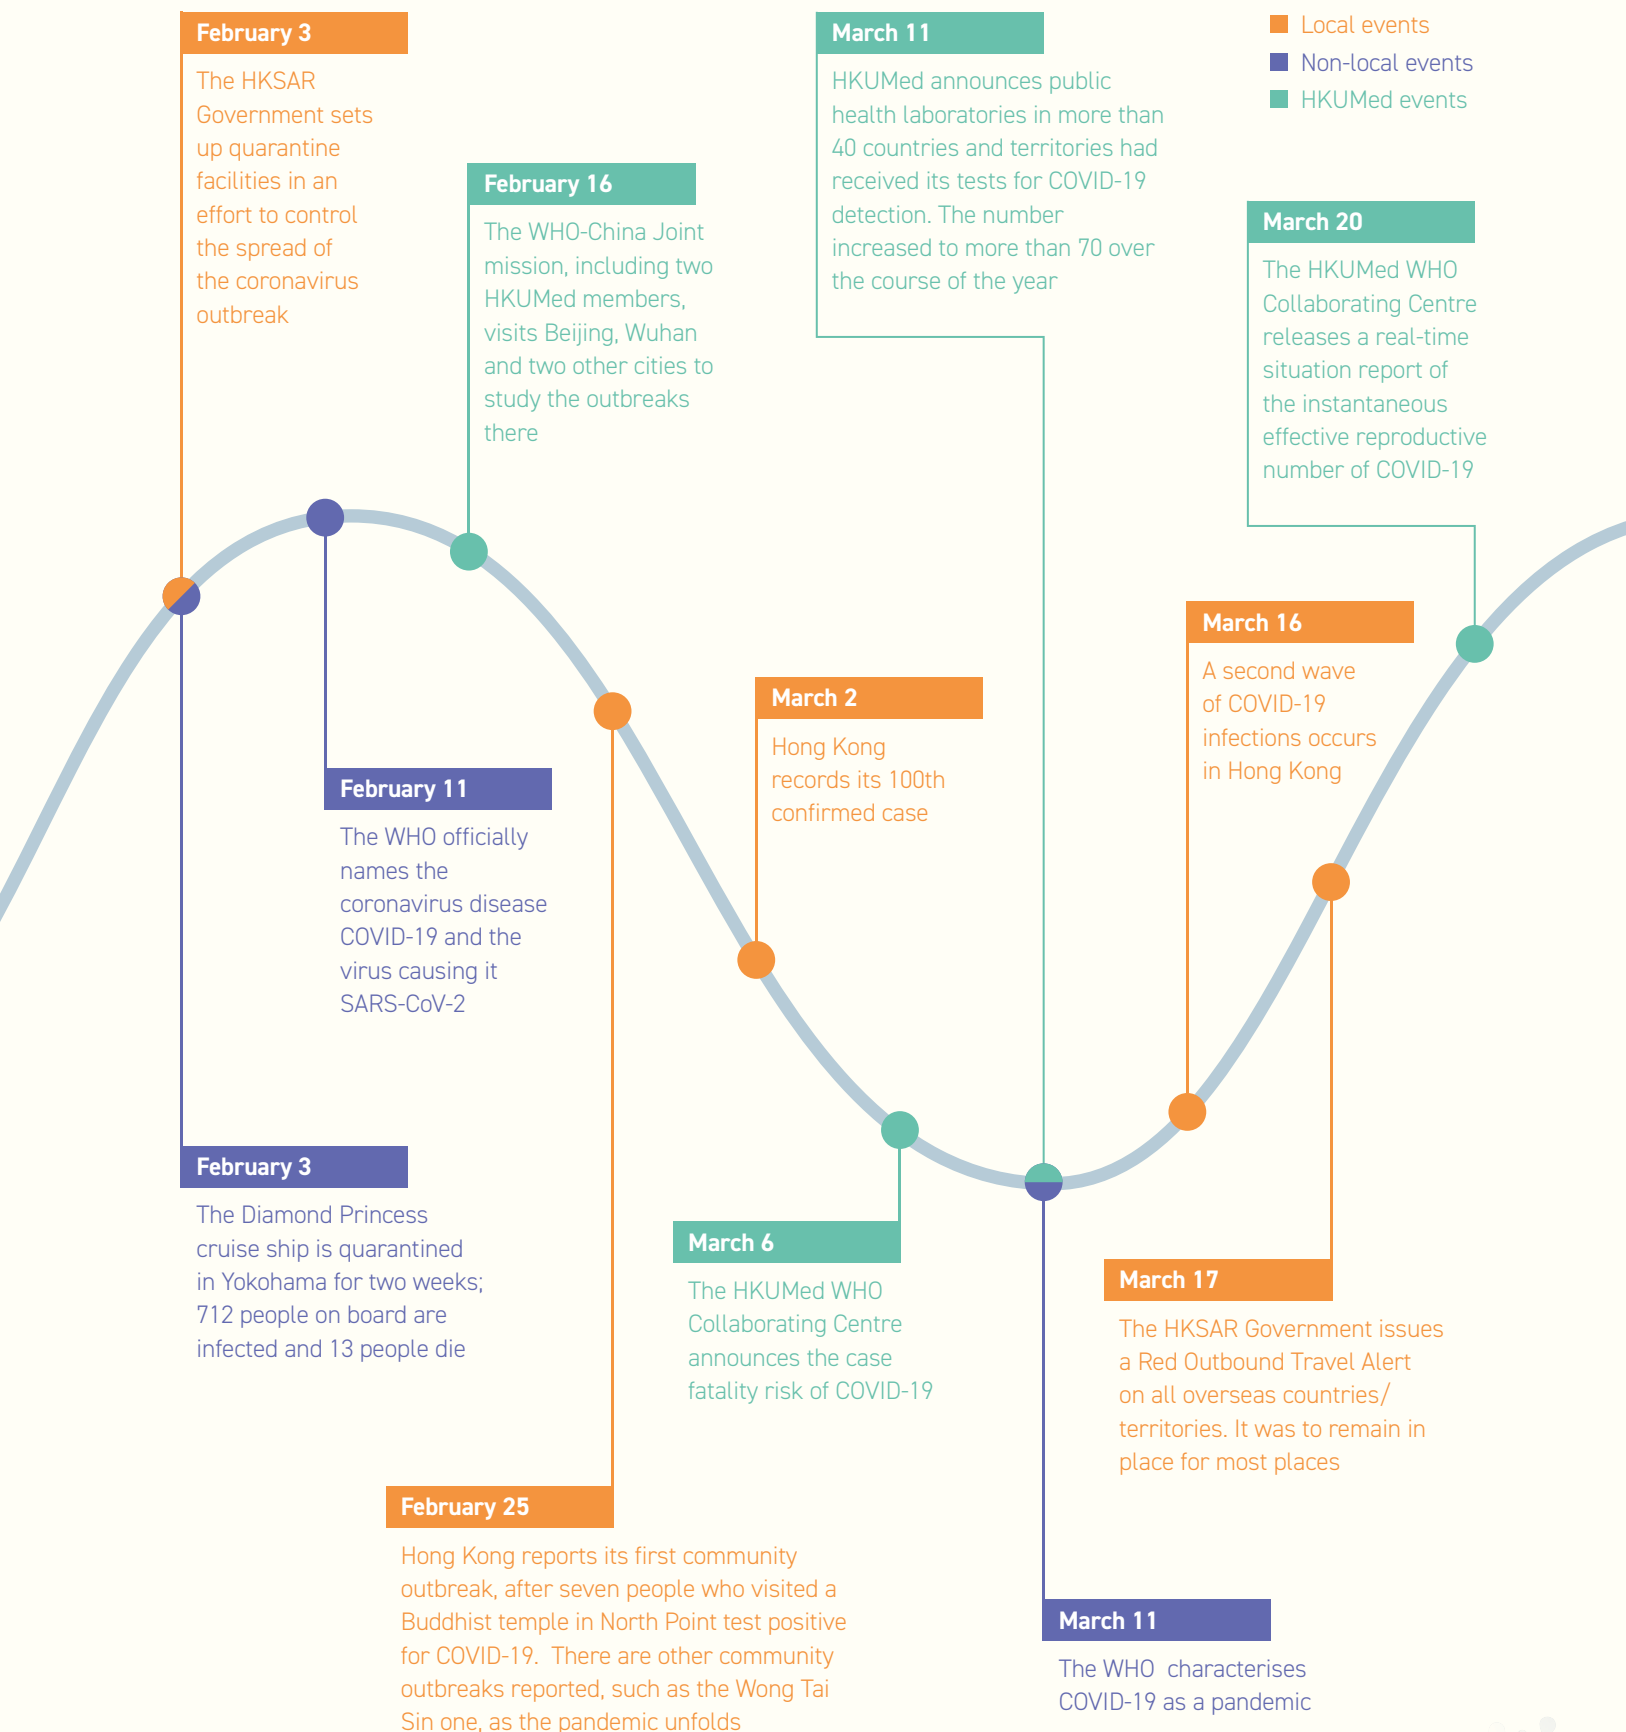 February 3
The HKSAR
Government sets
up quarantine
facilities in an
effort to control
the spread of
the coronavirus
outbreak
February 16
The WHO-China Joint
mission, including two
HKUMed members,
visits Beijing, Wuhan
and two other cities to
study the outbreaks
there
March 11
HKUMed announces public
health laboratories in more than
40 countries and territories had
received its tests for COVID-19
detection. The number
increased to more than 70 over
the course of the year
Local events
Non-local events
HKUMed events
March 20
The HKUMed WHO
Collaborating Centre
releases a real-time
situation report of
the instantaneous
effective reproductive
number of COVID-19
March 16
A second wave
of COVID-19
infections occurs
in Hong Kong
March 2
Hong Kong
records its 100th
confirmed case
February 11
The WHO officially
names the
coronavirus disease
COVID-19 and the
virus causing it
SARS-CoV-2
February 3
The Diamond Princess
cruise ship is quarantined
in Yokohama for two weeks;
712 people on board are
infected and 13 people die
March 6
The HKUMed WHO
Collaborating Centre
announces the case
fatality risk of COVID-19
March 17
The HKSAR Government issues
a Red Outbound Travel Alert
on all overseas countries/
territories. It was to remain in
place for most places
February 25
Hong Kong reports its first community
outbreak, after seven people who visited a
Buddhist temple in North Point test positive
for COVID-19.  There are other community
outbreaks reported, such as the Wong Tai
Sin one, as the pandemic unfolds
March 11
The WHO  characterises
COVID-19 as a pandemic